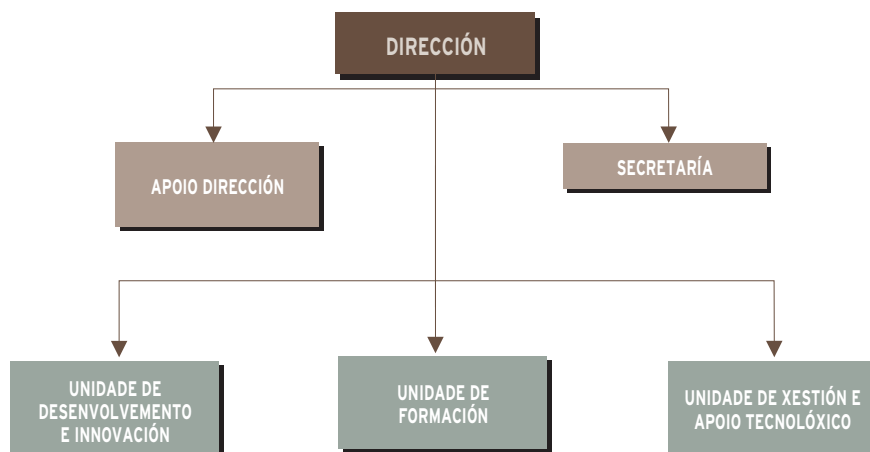 DIRECCIÓN
APOIO DIRECCIÓN
SECRETARÍA
UNIDADE DE
DESENVOLVEMENTO
E INNOVACIÓN
UNIDADE DE
FORMACIÓN
UNIDADE DE XESTIÓN E
APOIO TECNOLÓXICO